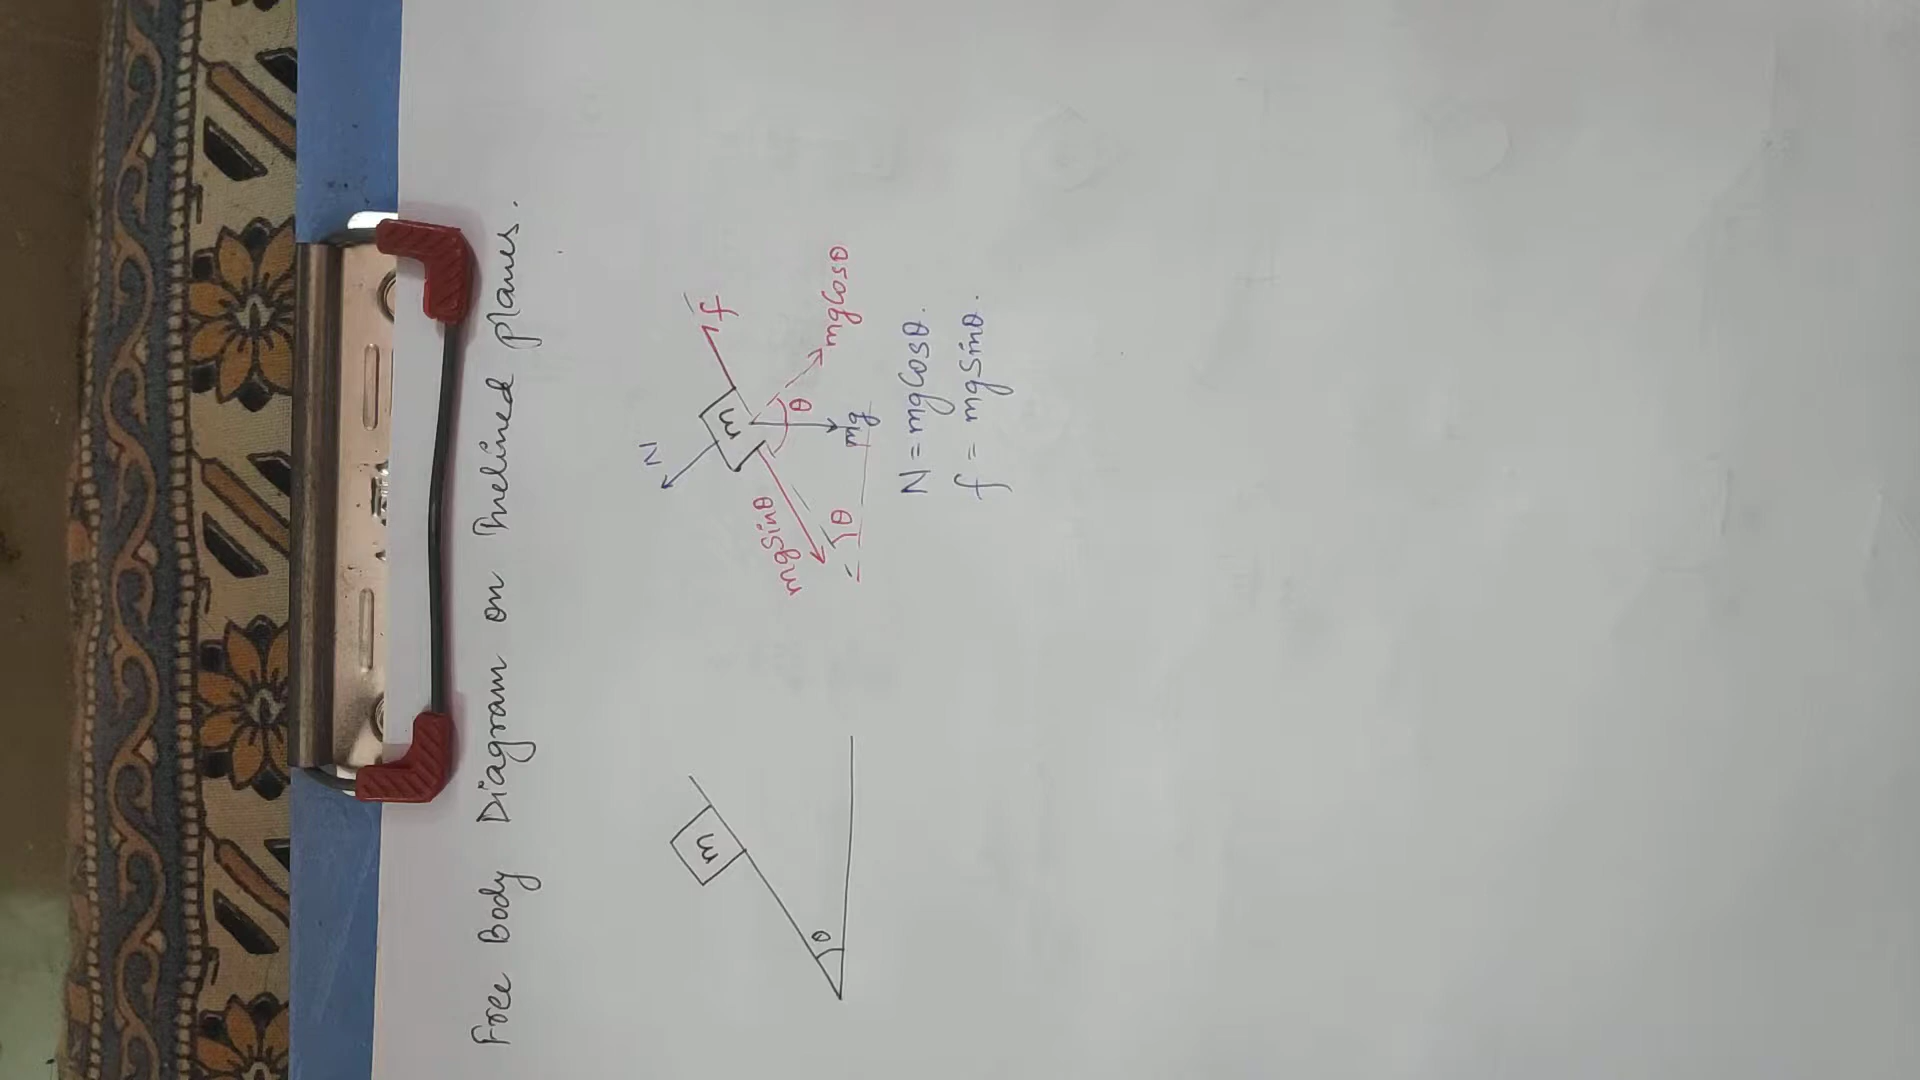 Free Body Diagram on Inclined planes.
m
θ
N
m
f
mgsinθ
θ
mgcosθ
mg
θ
N = mgcosθ.
f = mgsinθ.